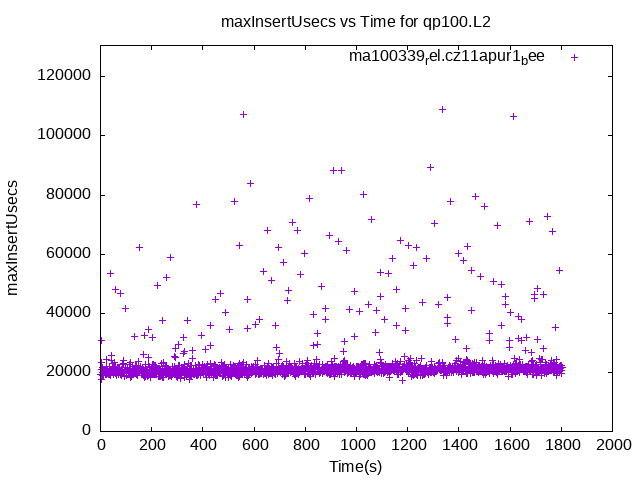 maxInsertUsecs vs Time for qp100.L2
ma100339rel.cz11apur1bee
maxInsertUsecs
120000
100000
80000
60000
40000
20000
0
0 200 400 600 800 1000 1200 1400 1600 1800 2000
Time(s)